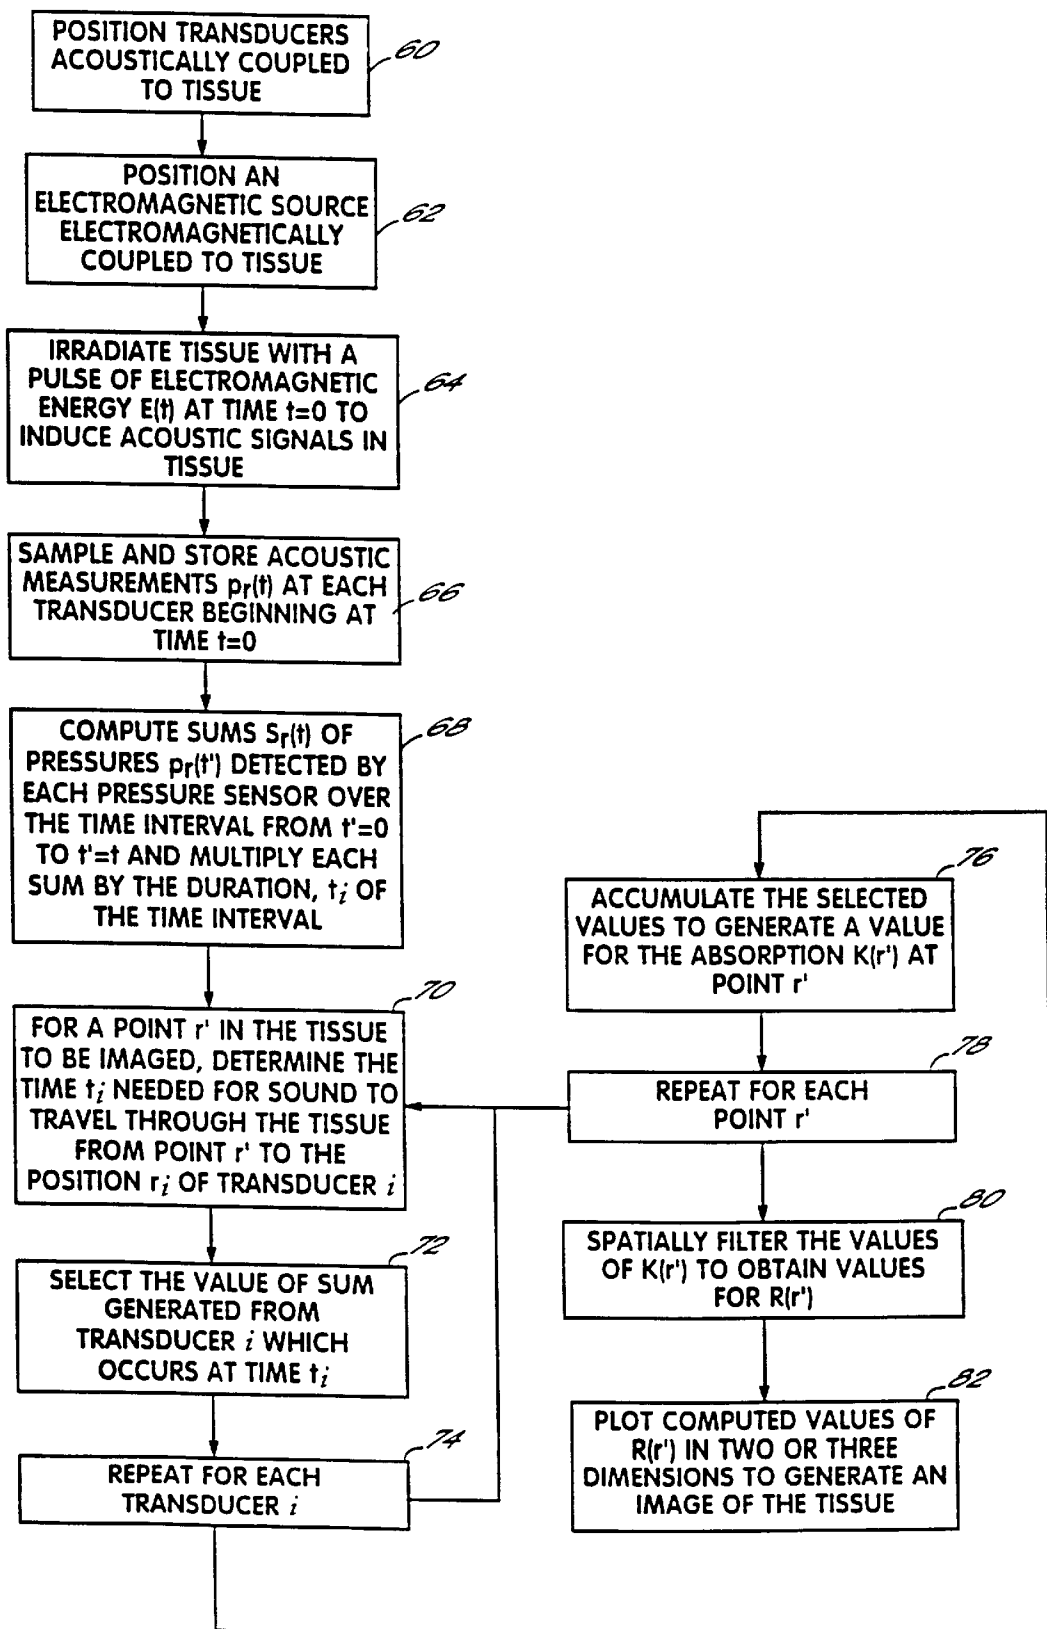 POSITION TRANSDUCERS
ACOUSTICALLY COUPLED
TO TISSUE
60
POSITION AN
ELECTROMAGNETIC SOURCE
ELECTROMAGNETICALLY
COUPLED TO TISSUE
62
IRRADIATE TISSUE WITH A
PULSE OF ELECTROMAGNETIC
ENERGY E(t) AT TIME t=0 TO
INDUCE ACOUSTIC SIGNALS IN
TISSUE
64
SAMPLE AND STORE ACOUSTIC
MEASUREMENTS pr(t) AT EACH
TRANSDUCER BEGINNING AT
TIME t=0
66
COMPUTE SUMS Sr(t) OF
PRESSURES pr(t') DETECTED BY
EACH PRESSURE SENSOR OVER
THE TIME INTERVAL FROM t'=0
TO t'=t AND MULTIPLY EACH
SUM BY THE DURATION, ti OF
THE TIME INTERVAL
68
FOR A POINT r' IN THE TISSUE
TO BE IMAGED, DETERMINE THE
TIME ti NEEDED FOR SOUND TO
TRAVEL THROUGH THE TISSUE
FROM POINT r' TO THE
POSITION ri OF TRANSDUCER i
70
SELECT THE VALUE OF SUM
GENERATED FROM
TRANSDUCER i WHICH
OCCURS AT TIME ti
72
REPEAT FOR EACH
TRANSDUCER i
74
ACCUMULATE THE SELECTED
VALUES TO GENERATE A VALUE
FOR THE ABSORPTION K(r') AT
POINT r'
76
REPEAT FOR EACH
POINT r'
78
SPATIALLY FILTER THE VALUES
OF K(r') TO OBTAIN VALUES
FOR R(r')
80
PLOT COMPUTED VALUES OF
R(r') IN TWO OR THREE
DIMENSIONS TO GENERATE AN
IMAGE OF THE TISSUE
82